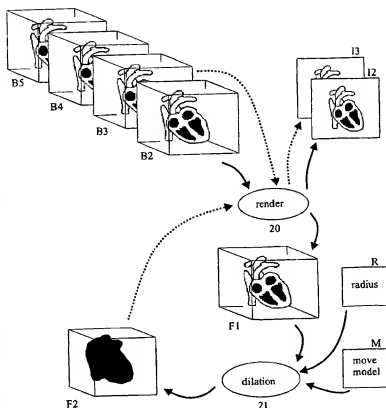 I3
I2
B5
B4
B3
B2
render
20
R
radius
F1
M
move
model
dilation
21
F2